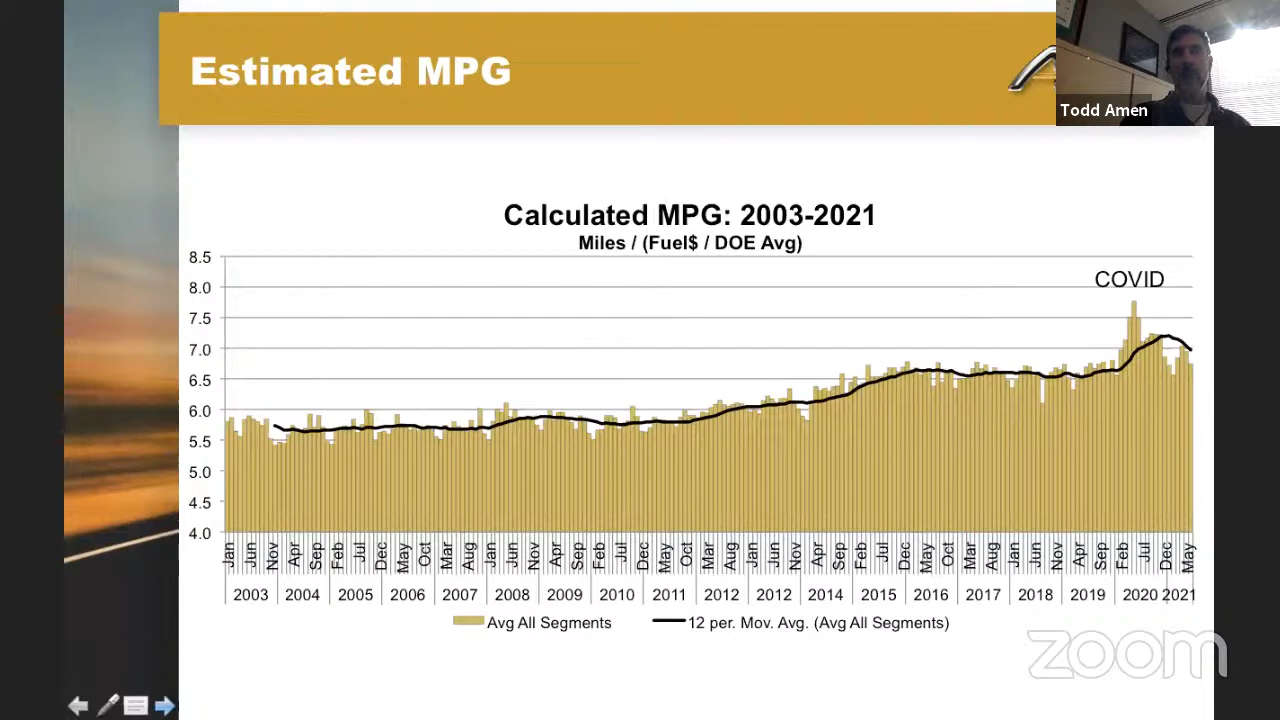 Estimated MPG
Todd Amen
Calculated MPG: 2003-2021
Miles / (Fuel$ / DOE Avg)
8.5
8.0
7.5
7.0
6.5
6.0
5.5
5.0
4.5
4.0
COVID
Jan Jun Nov Apr Sep Feb Jul Dec May Oct Mar Aug Jan Jun Nov Apr Sep Feb Jul Dec May Oct Mar Aug Jan Jun Nov Apr Sep Feb Jul Dec May Oct Mar Aug Jan Jun Nov Apr Sep Feb Jul Dec May
2003 2004 2005 2006 2007 2008 2009 2010 2011 2012 2012 2014 2015 2016 2017 2018 2019 2020 2021
Avg All Segments 12 per. Mov. Avg. (Avg All Segments)
zoom